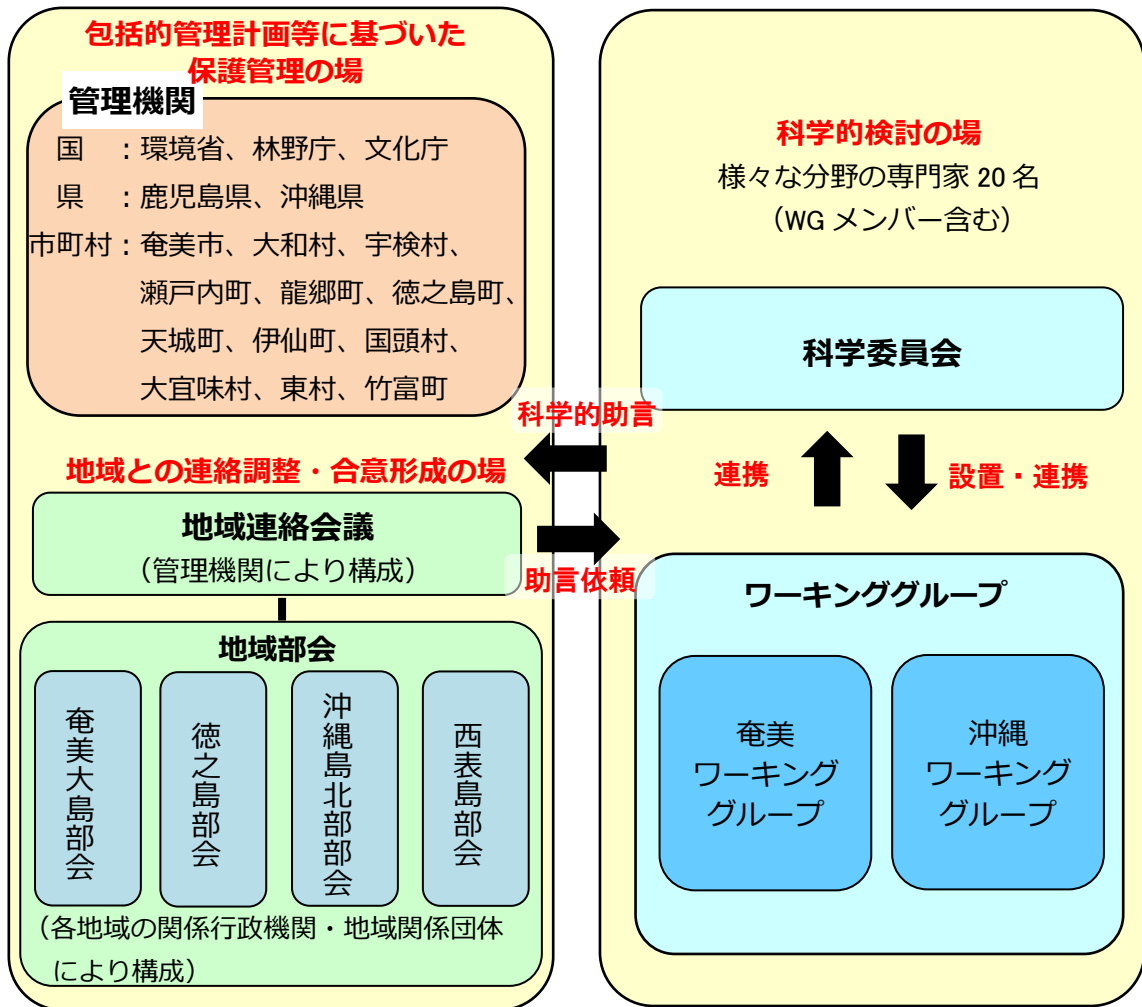 包括的管理計画等に基づいた
保護管理の場
管理機関
国　：環境省、林野庁、文化庁
県　：鹿児島県、沖縄県
市町村：奄美市、大和村、宇検村、
瀬戸内町、龍郷町、徳之島町、
天城町、伊仙町、国頭村、
大宜味村、東村、竹富町
地域との連絡調整・合意形成の場
地域連絡会議
（管理機関により構成）
地域部会
奄美大島部会
徳之島部会
沖縄島北部部会
西表島部会
（各地域の関係行政機関・地域関係団体
により構成）
科学的助言
助言依頼
科学的検討の場
様々な分野の専門家 20 名
（WG メンバー含む）
科学委員会
連携
設置・連携
ワーキンググループ
奄美
ワーキング
グループ
沖縄
ワーキング
グループ